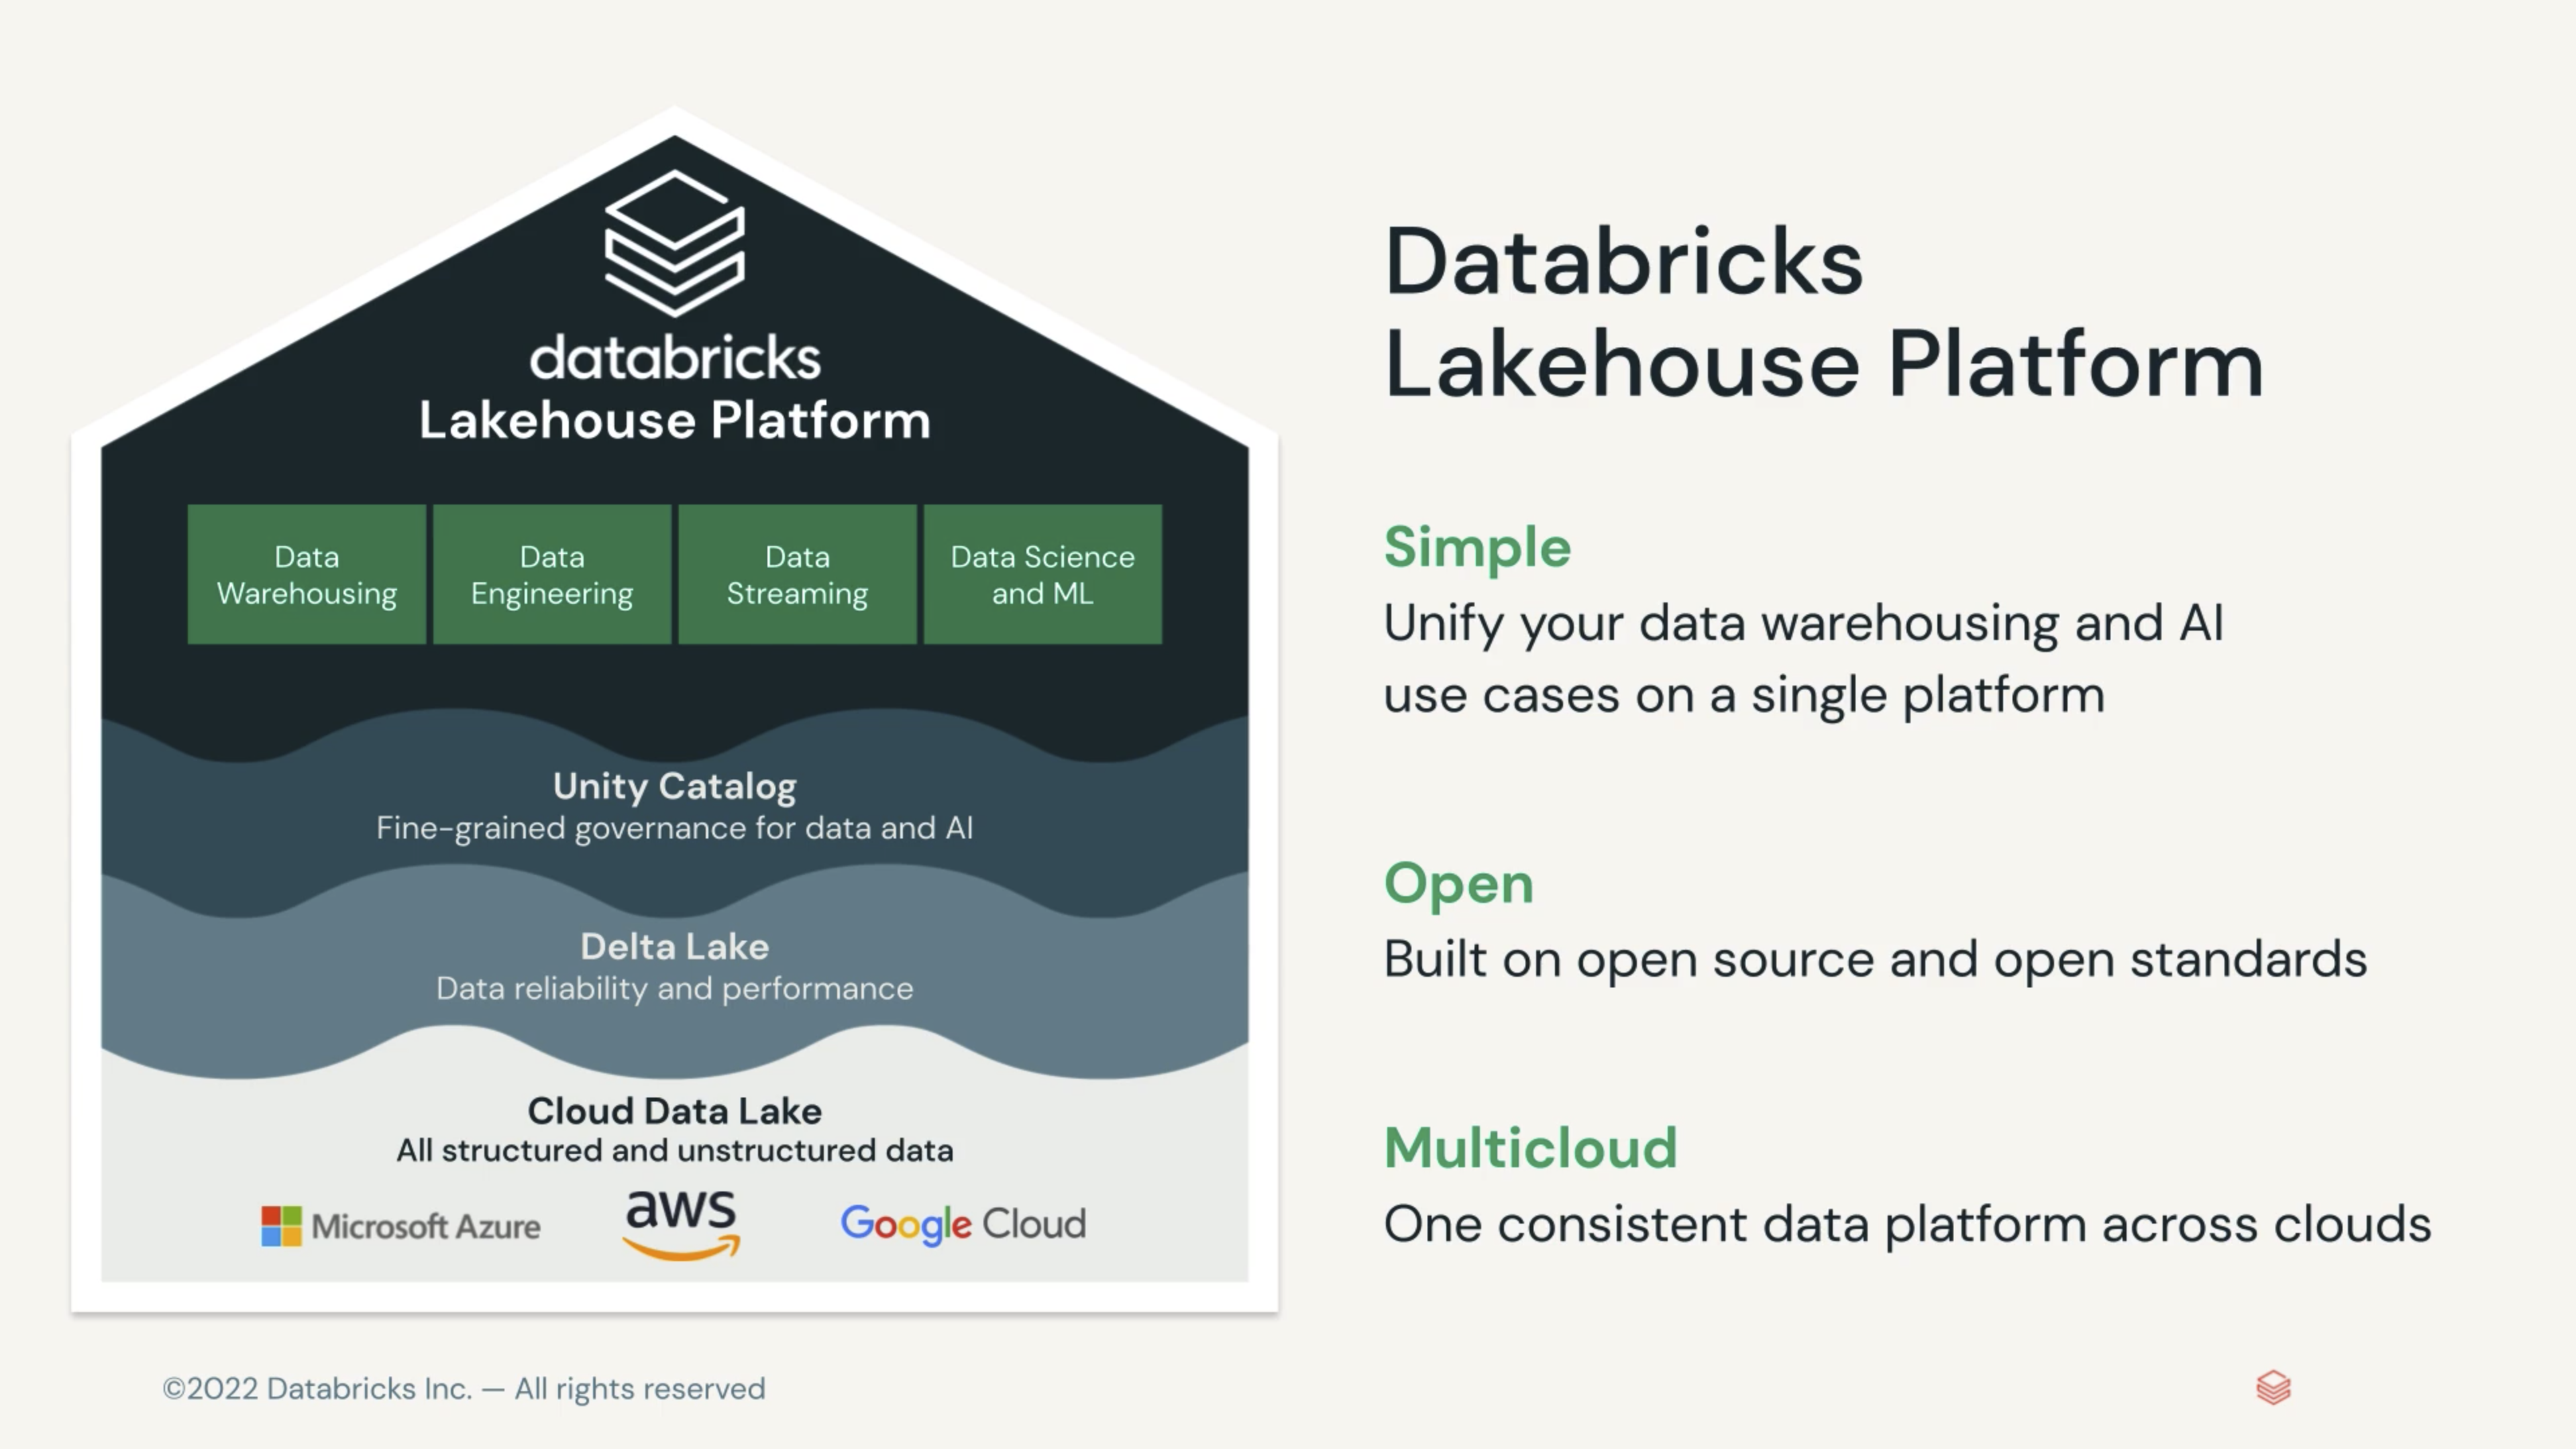 databricks
Lakehouse Platform
Data
Warehousing
Data
Engineering
Data
Streaming
Data Science
and ML
Unity Catalog
Fine-grained governance for data and AI
Delta Lake
Data reliability and performance
Cloud Data Lake
All structured and unstructured data
Microsoft Azure
aws
Google Cloud
Databricks
Lakehouse Platform
Simple
Unify your data warehousing and AI
use cases on a single platform
Open
Built on open source and open standards
Multicloud
One consistent data platform across clouds
©2022 Databricks Inc. — All rights reserved